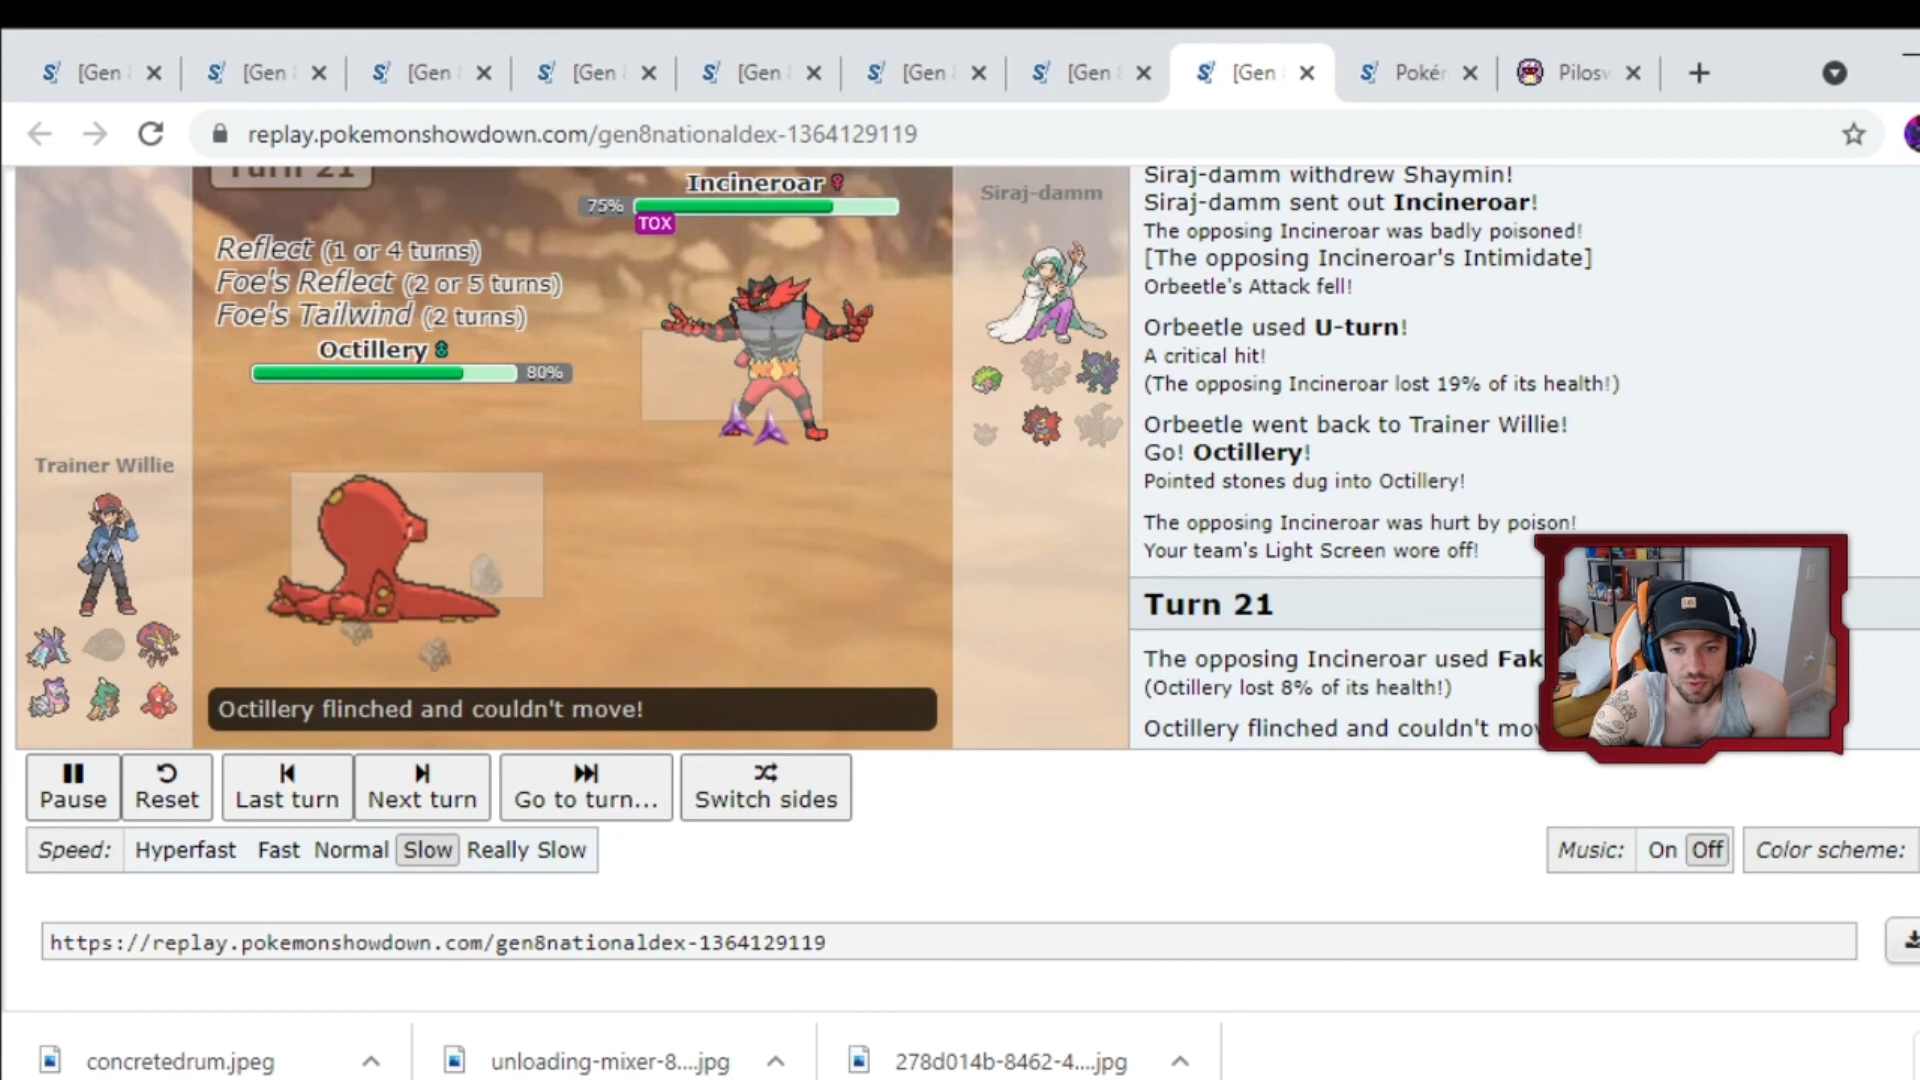 [Gen
[Gen
[Gen
[Gen
[Gen
[Gen
[Gen
[Gen
Pokér
Pilosw
replay.pokemonshowdown.com/gen8nationaldex-1364129119
Turn 21
Incineroar
75%
TOX
Reflect (1 or 4 turns)
Foe's Reflect (2 or 5 turns)
Foe's Tailwind (2 turns)
Octillery
80%
Trainer Willie
Siraj-damm
Octillery flinched and couldn't move!
Siraj-damm withdrew Shaymin!
Siraj-damm sent out Incineroar!
The opposing Incineroar was badly poisoned!
[The opposing Incineroar's Intimidate]
Orbeetle's Attack fell!
Orbeetle used U-turn!
A critical hit!
(The opposing Incineroar lost 19% of its health!)
Orbeetle went back to Trainer Willie!
Go! Octillery!
Pointed stones dug into Octillery!
The opposing Incineroar was hurt by poison!
Your team's Light Screen wore off!
Turn 21
The opposing Incineroar used Fak
(Octillery lost 8% of its health!)
Octillery flinched and couldn't mov
Pause
Reset
Last turn
Next turn
Go to turn...
Switch sides
Speed: Hyperfast Fast Normal Slow Really Slow
Music: On Off
Color scheme:
https://replay.pokemonshowdown.com/gen8nationaldex-1364129119
concretedrum.jpeg
unloading-mixer-8....jpg
278d014b-8462-4....jpg